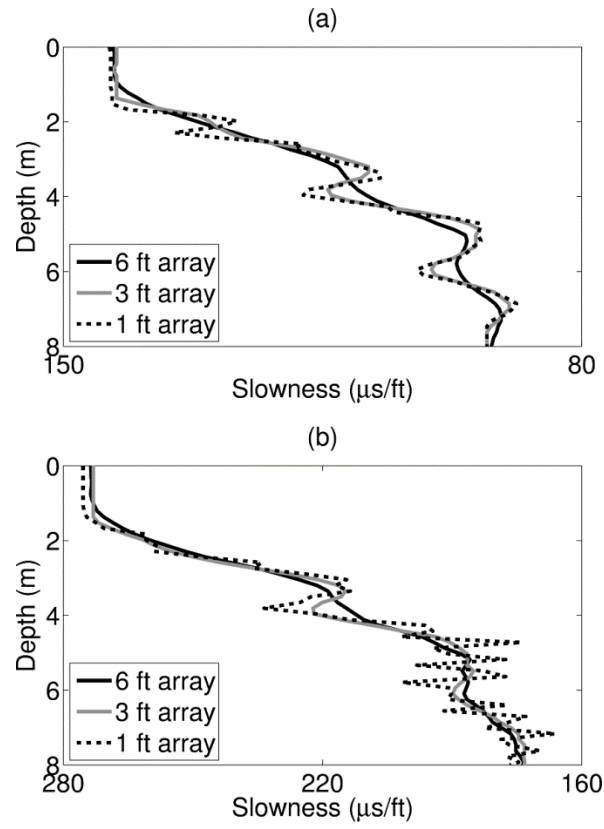 (a)
0
2
4
6
8
Depth (m)
6 ft array
3 ft array
1 ft array
150
80
Slowness (μs/ft)
(b)
0
2
4
6
8
Depth (m)
6 ft array
3 ft array
1 ft array
280
220
160
Slowness (μs/ft)